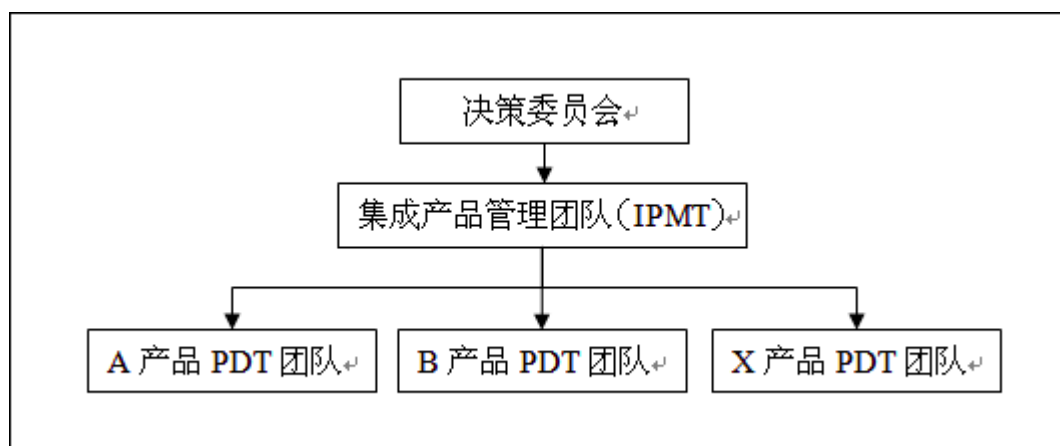 决策委员会↵
集成产品管理团队(IPMT)↵
A 产品 PDT 团队↵
B 产品 PDT 团队↵
X 产品 PDT 团队↵